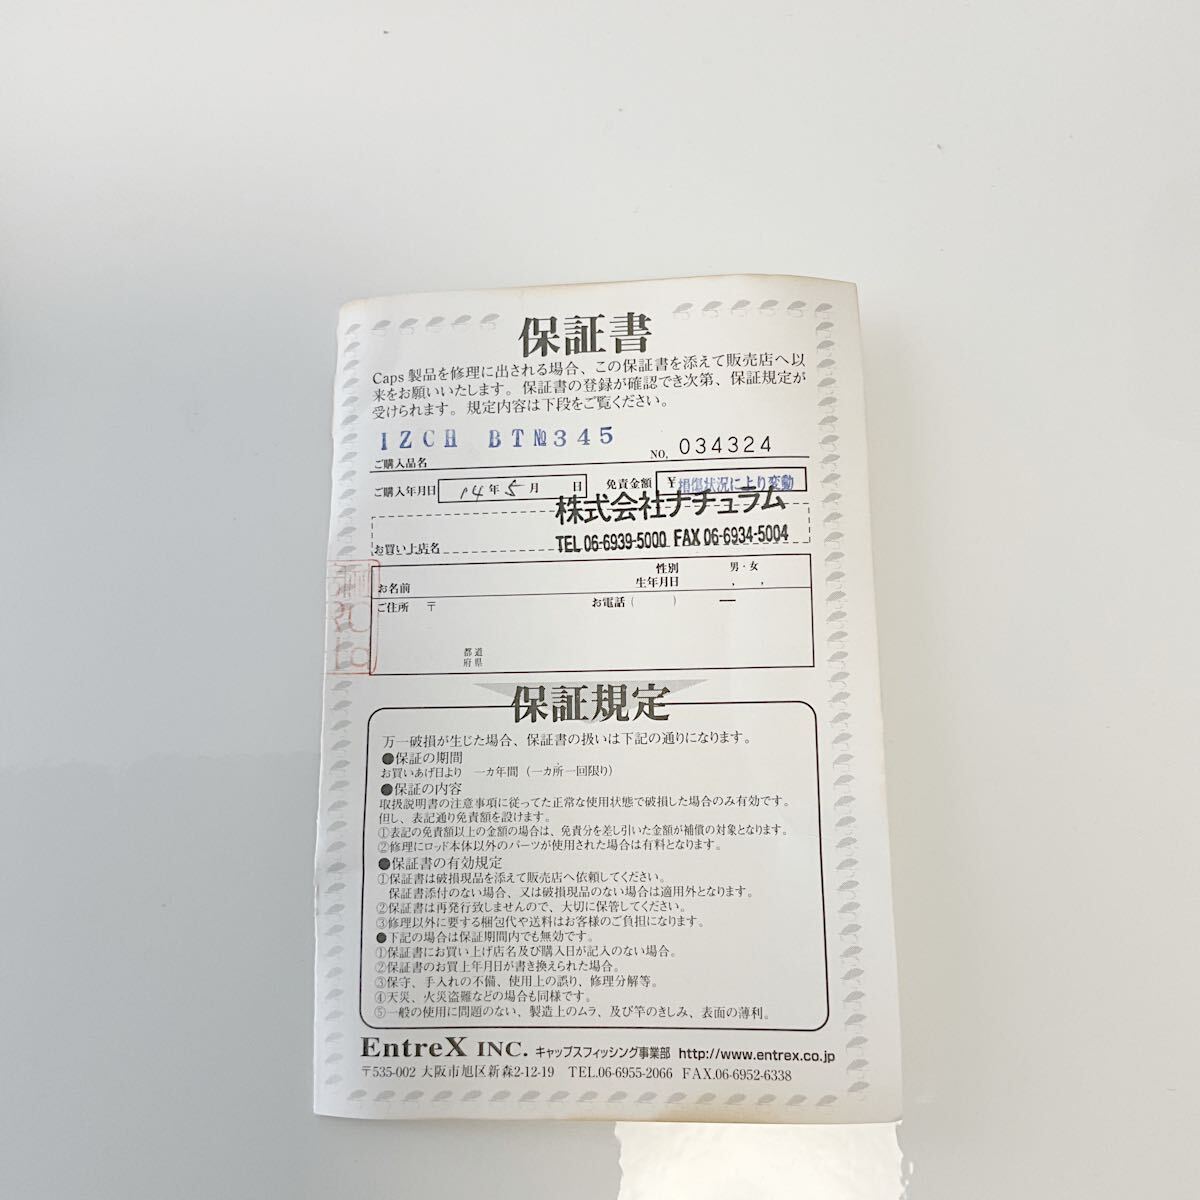 保証書
Caps 製品を修理に出される場合、この保証書を添えて販売店へ以
来をお願いいたします。保証書の登録が確認でき次第、保証規定が
受けられます。規定内容は下段をご覧ください。
IZCH BT№345
ご購入品名 NO, 034324
ご購入年月日 14年5月 日 免責金額 ¥損傷状況により変動
株式会社ナチュラム
お買い上店名 TEL 06-6939-5000 FAX 06-6934-5004
お名前 性別 男・女
生年月日 , ,
ご住所 〒 お電話( ) ー
都道
府県
保証規定
万一破損が生じた場合、保証書の扱いは下記の通りになります。
●保証の期間
お買いあげ日より 一カ年間(一カ所一回限り)
●保証の内容
取扱説明書の注意事項に従ってた正常な使用状態で破損した場合のみ有効です。
但し、表記通り免責額を設けます。
①表記の免責額以上の金額の場合は、免責分を差し引いた金額が補償の対象となります。
②修理にロッド本体以外のパーツが使用された場合は有料となります。
●保証書の有効規定
①保証書は破損現品を添えて販売店へ依頼してください。
保証書添付のない場合、又は破損現品のない場合は適用外となります。
②保証書は再発行致しませんので、大切に保管してください。
③修理以外に要する梱包代や送料はお客様のご負担になります。
●下記の場合は保証期間内でも無効です。
①保証書にお買い上げ店名及び購入日が記入のない場合。
②保証書のお買上年月日が書き換えられた場合。
③保守、手入れの不備、使用上の誤り、修理分解等。
④天災、火災盗難などの場合も同様です。
⑤一般の使用に問題のない、製造上のムラ、及び竿のきしみ、表面の薄利。
EntreX INC. キャップスフィッシング事業部 http://www.entrex.co.jp
〒535-002 大阪市旭区新森2-12-19 TEL.06-6955-2066 FAX.06-6952-6338